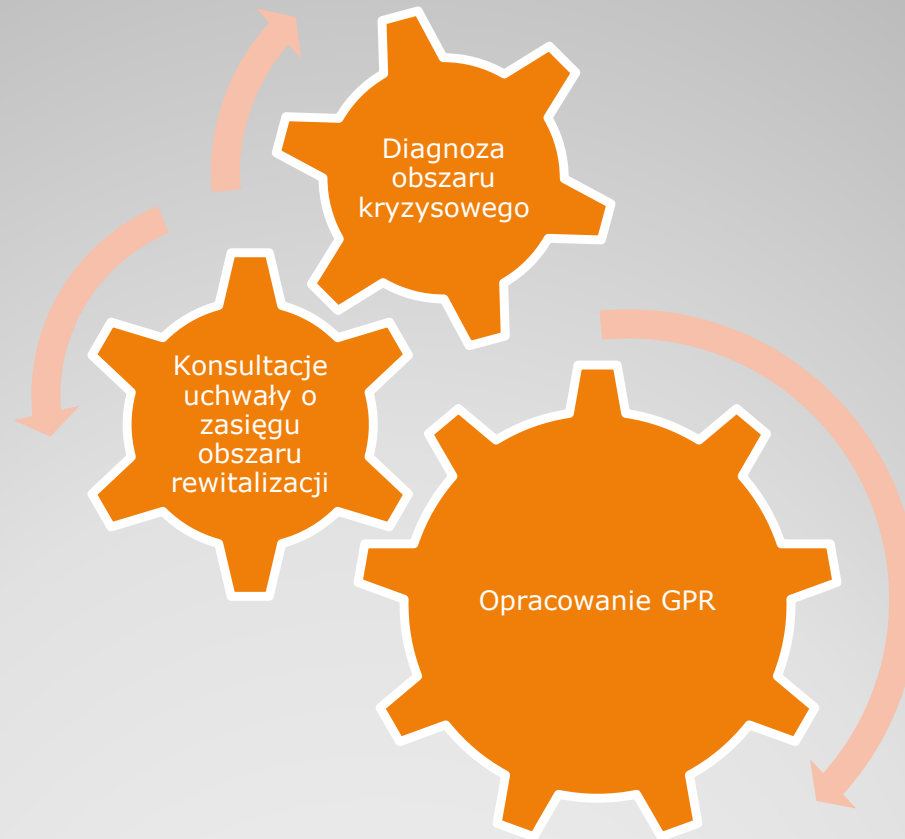 Diagnoza
obszaru
kryzysowego
Konsultacje
uchwały o
zasięgu
obszaru
rewitalizacji
Opracowanie GPR